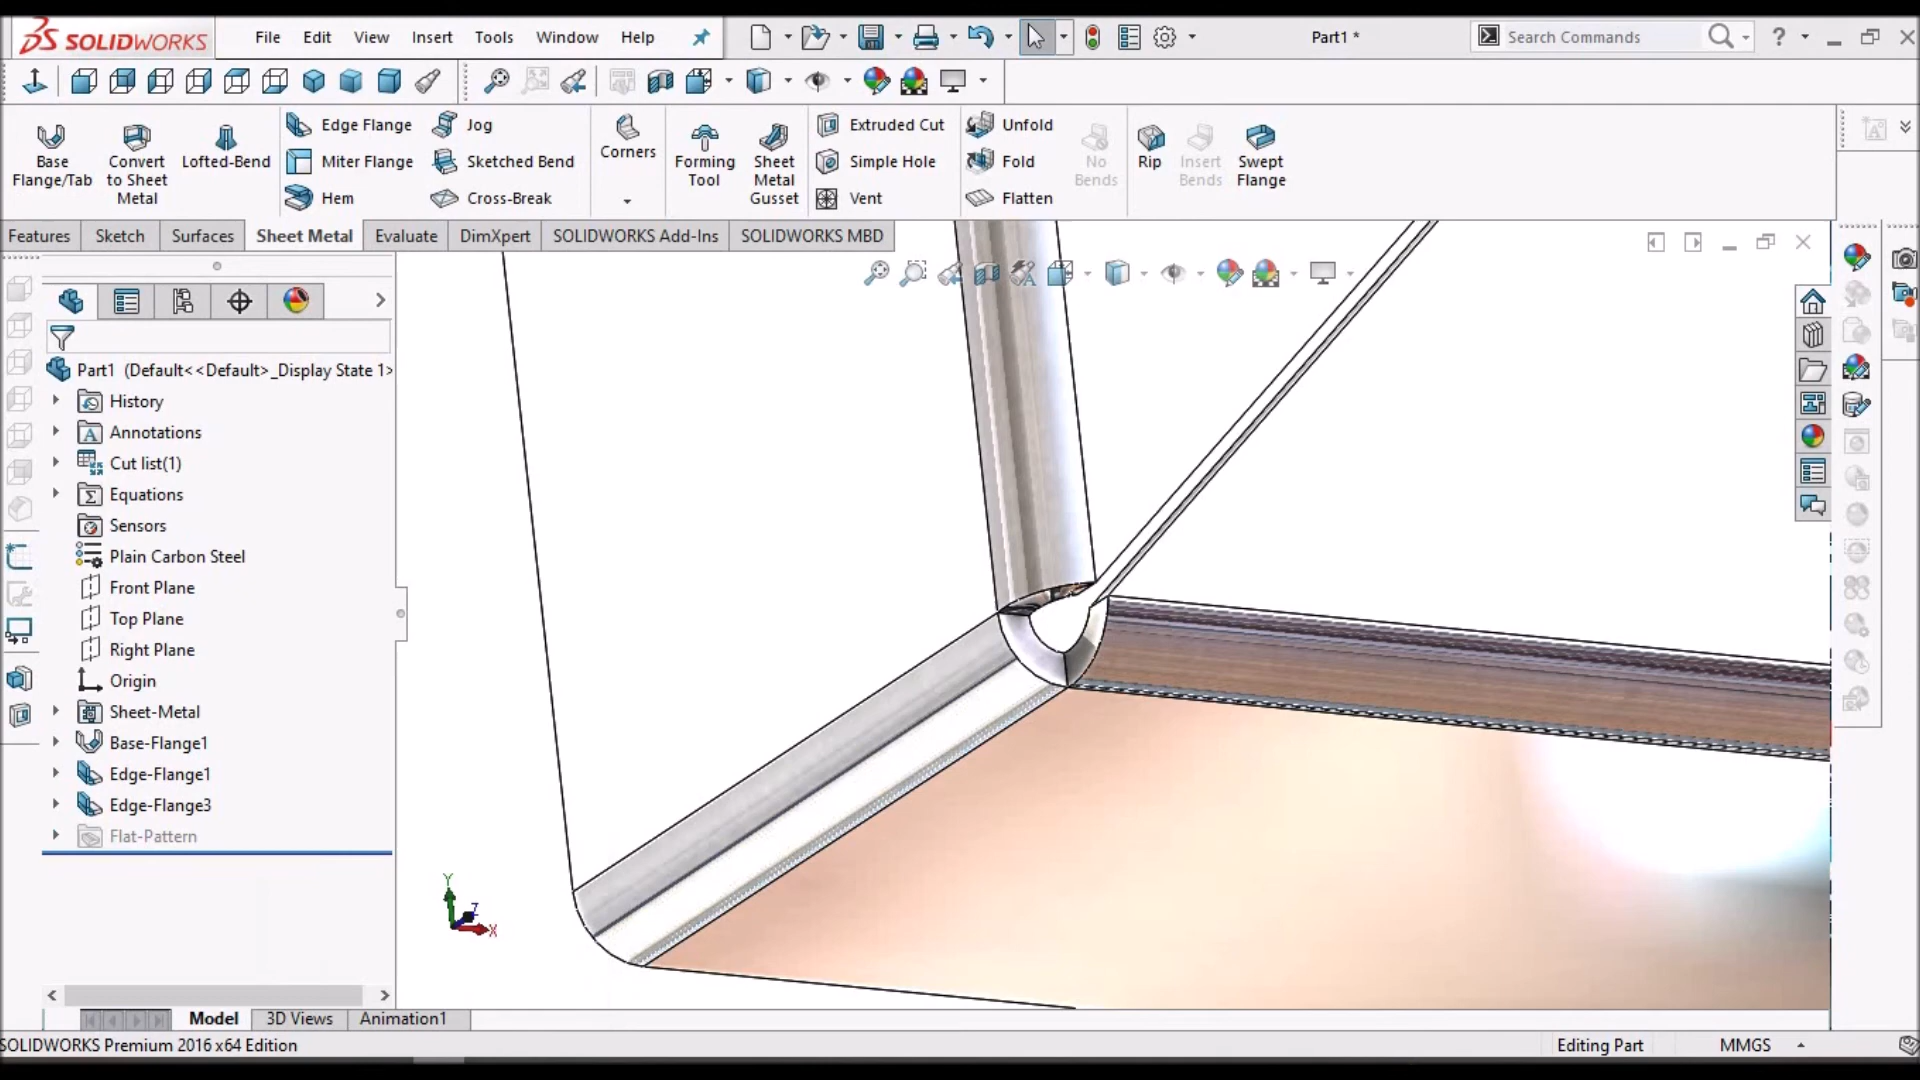 SOLIDWORKS File Edit View Insert Tools Window Help Part1 * Search Commands ?
Base Flange/Tab
Convert to Sheet Metal
Lofted-Bend
Edge Flange
Miter Flange
Hem
Jog
Sketched Bend
Cross-Break
Corners
Forming Tool
Sheet Metal Gusset
Extruded Cut
Simple Hole
Vent
Unfold
Fold
Flatten
No Bends
Rip
Insert Bends
Swept Flange
Features Sketch Surfaces Sheet Metal Evaluate DimXpert SOLIDWORKS Add-Ins SOLIDWORKS MBD
Part1 (Default<<Default>_Display State 1>
History
Annotations
Cut list(1)
Equations
Sensors
Plain Carbon Steel
Front Plane
Top Plane
Right Plane
Origin
Sheet-Metal
Base-Flange1
Edge-Flange1
Edge-Flange3
Flat-Pattern
Y
Z
X
Model 3D Views Animation1
SOLIDWORKS Premium 2016 x64 Edition Editing Part MMGS